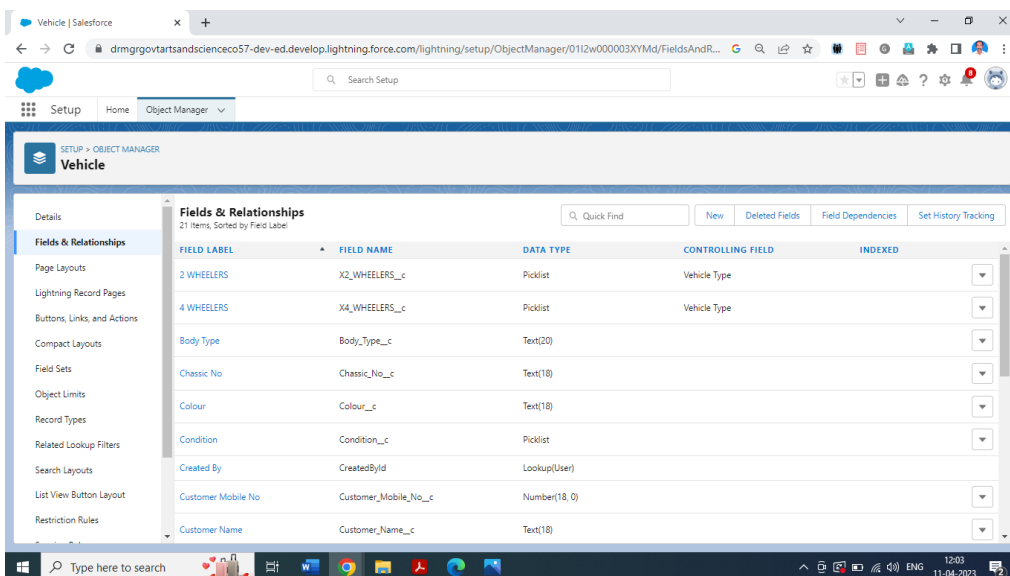 Vehicle | Salesforce
drmgrgovtartsandscienceco57-dev-ed.develop.lightning.force.com/lightning/setup/ObjectManager/01I2w000003XYMd/FieldsAndR...
Search Setup
8
Setup Home Object Manager
SETUP > OBJECT MANAGER
Vehicle
Details
Fields & Relationships
Page Layouts
Lightning Record Pages
Buttons, Links, and Actions
Compact Layouts
Field Sets
Object Limits
Record Types
Related Lookup Filters
Search Layouts
List View Button Layout
Restriction Rules
Fields & Relationships
21 Items, Sorted by Field Label
Quick Find New Deleted Fields Field Dependencies Set History Tracking
FIELD LABEL FIELD NAME DATA TYPE CONTROLLING FIELD INDEXED
2 WHEELERS X2_WHEELERS__c Picklist Vehicle Type
4 WHEELERS X4_WHEELERS__c Picklist Vehicle Type
Body Type Body_Type__c Text(20)
Chassic No Chassic_No__c Text(18)
Colour Colour__c Text(18)
Condition Condition__c Picklist
Created By CreatedById Lookup(User)
Customer Mobile No Customer_Mobile_No__c Number(18, 0)
Customer Name Customer_Name__c Text(18)
Type here to search
ENG
12:03
11-04-2023
2